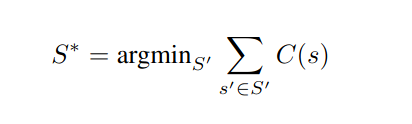 S* = argmin_{S'} ∑_{s'∈S'} C(s)